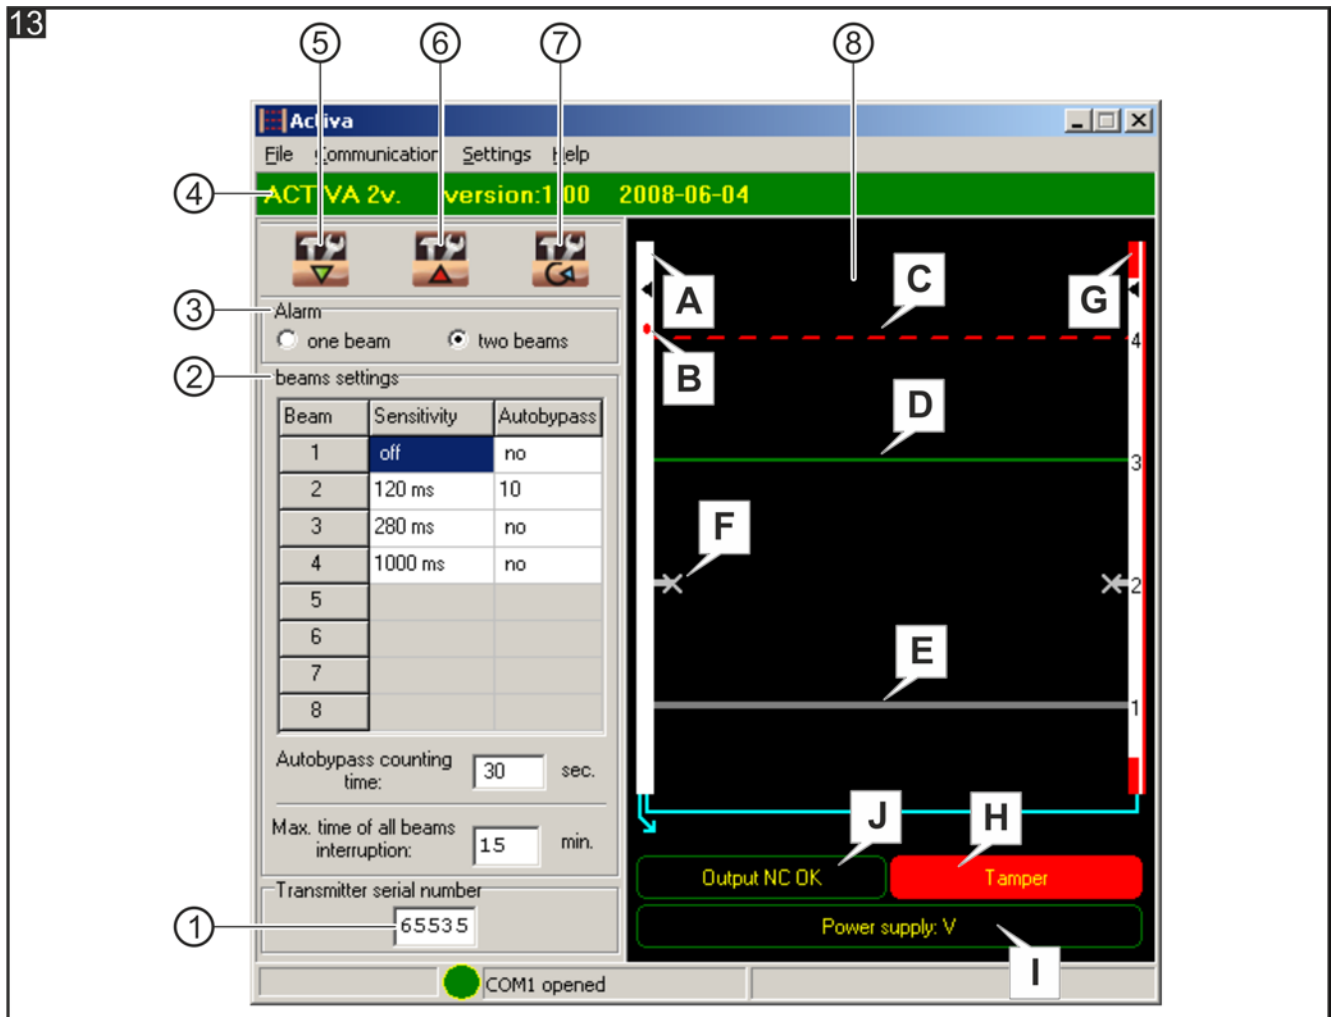 13
5 6 7 8
Activa
File Communication Settings Help
4
ACTIVA 2v. version:1.00 2008-06-04
3
Alarm
one beam two beams
2
beams settings
Beam Sensitivity Autobypass
1 off no
2 120 ms 10
3 280 ms no
4 1000 ms no
5
6
7
8
Autobypass counting
time:
30 sec.
Max. time of all beams
interruption:
15 min.
Transmitter serial number
1
65535
COM1 opened
A C G
B
4
D
3
F
2
E
1
J H
Output NC OK Tamper
Power supply: V
I